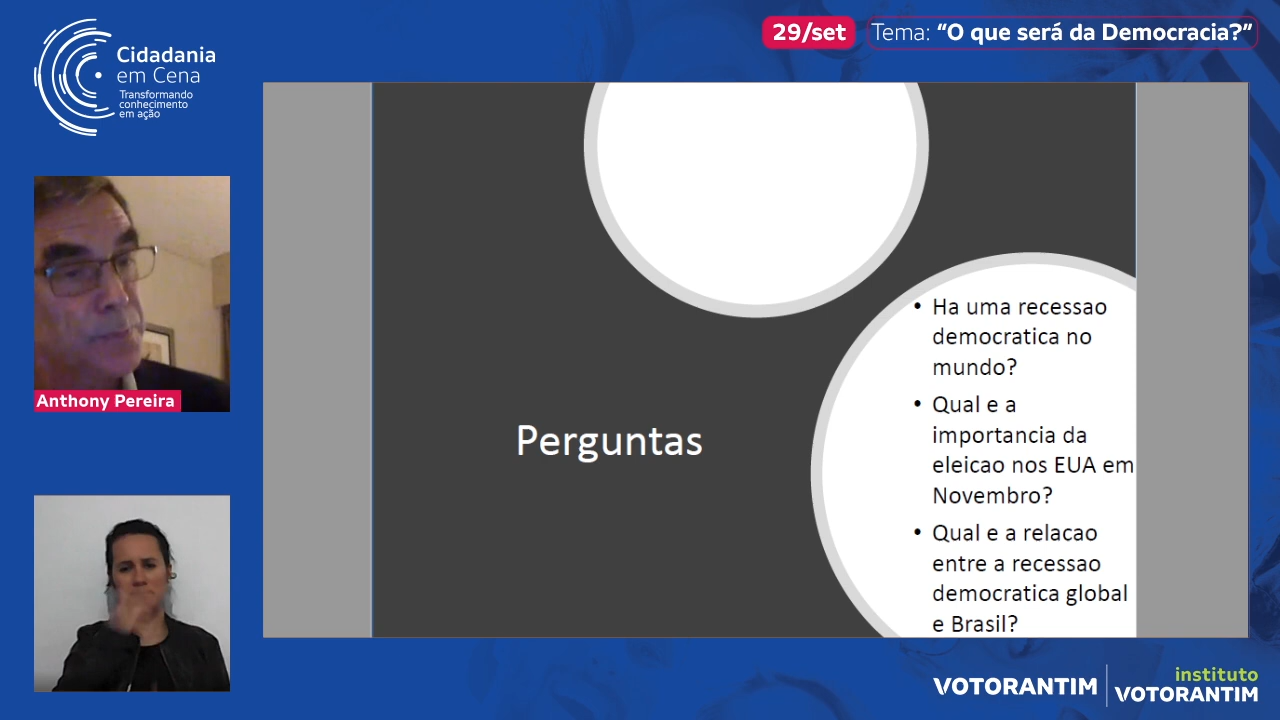 Cidadania
em Cena
Transformando
conhecimento
em ação
29/set
Tema: “O que será da Democracia?”
Anthony Pereira
Perguntas
• Ha uma recessao
democratica no
mundo?
• Qual e a
importancia da
eleicao nos EUA em
Novembro?
• Qual e a relacao
entre a recessao
democratica global
e Brasil?
VOTORANTIM
instituto
VOTORANTIM